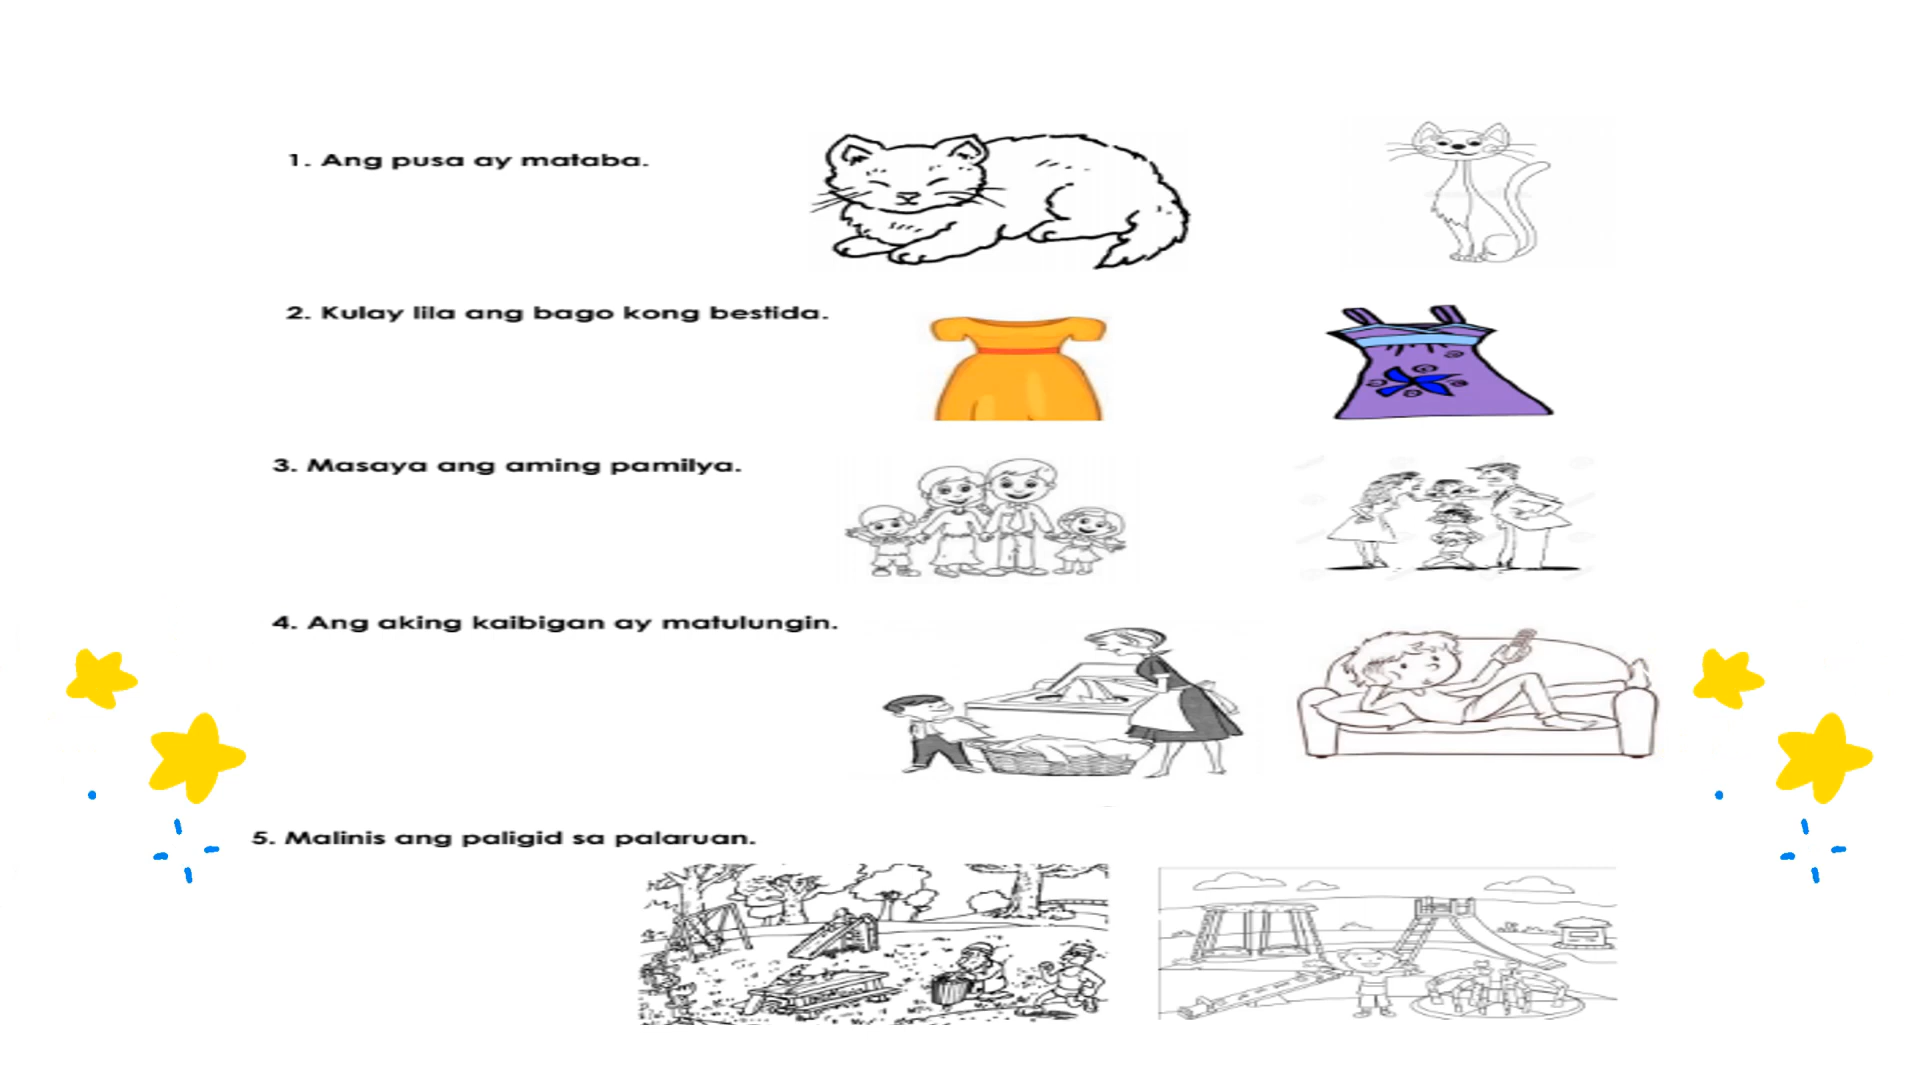 1. Ang pusa ay mataba.
2. Kulay lila ang bago kong bestida.
3. Masaya ang aming pamilya.
4. Ang aking kaibigan ay matulungin.
5. Malinis ang paligid sa palaruan.